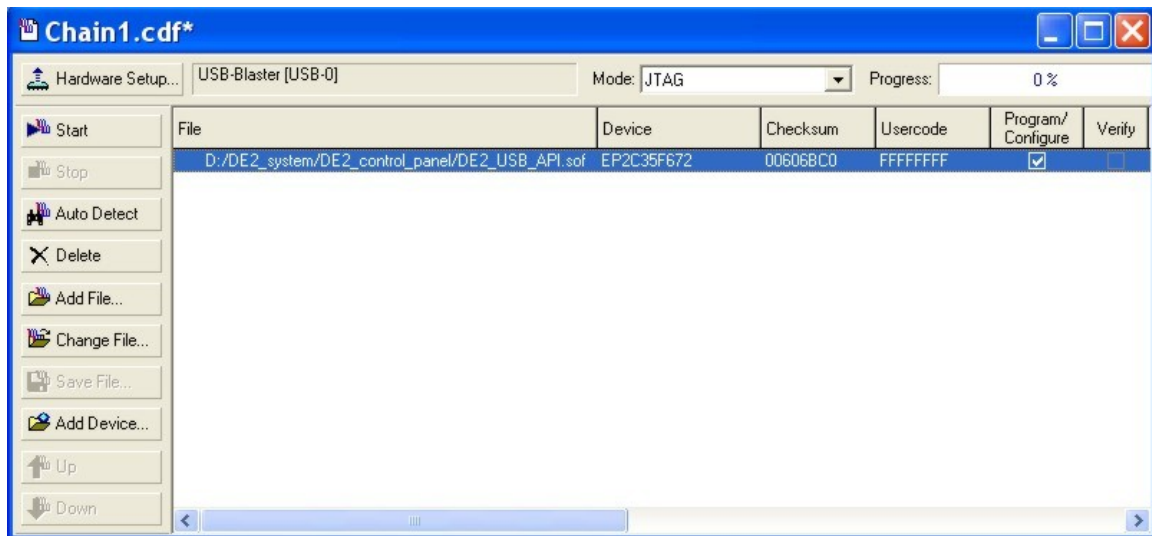 Chain1.cdf*
Hardware Setup... USB-Blaster [USB-0] Mode: JTAG Progress: 0 %
Start File Device Checksum Usercode Program/ Configure Verify
D:/DE2_system/DE2_control_panel/DE2_USB_API.sof EP2C35F672 00606BC0 FFFFFFFF
Stop
Auto Detect
Delete
Add File...
Change File...
Save File...
Add Device...
Up
Down